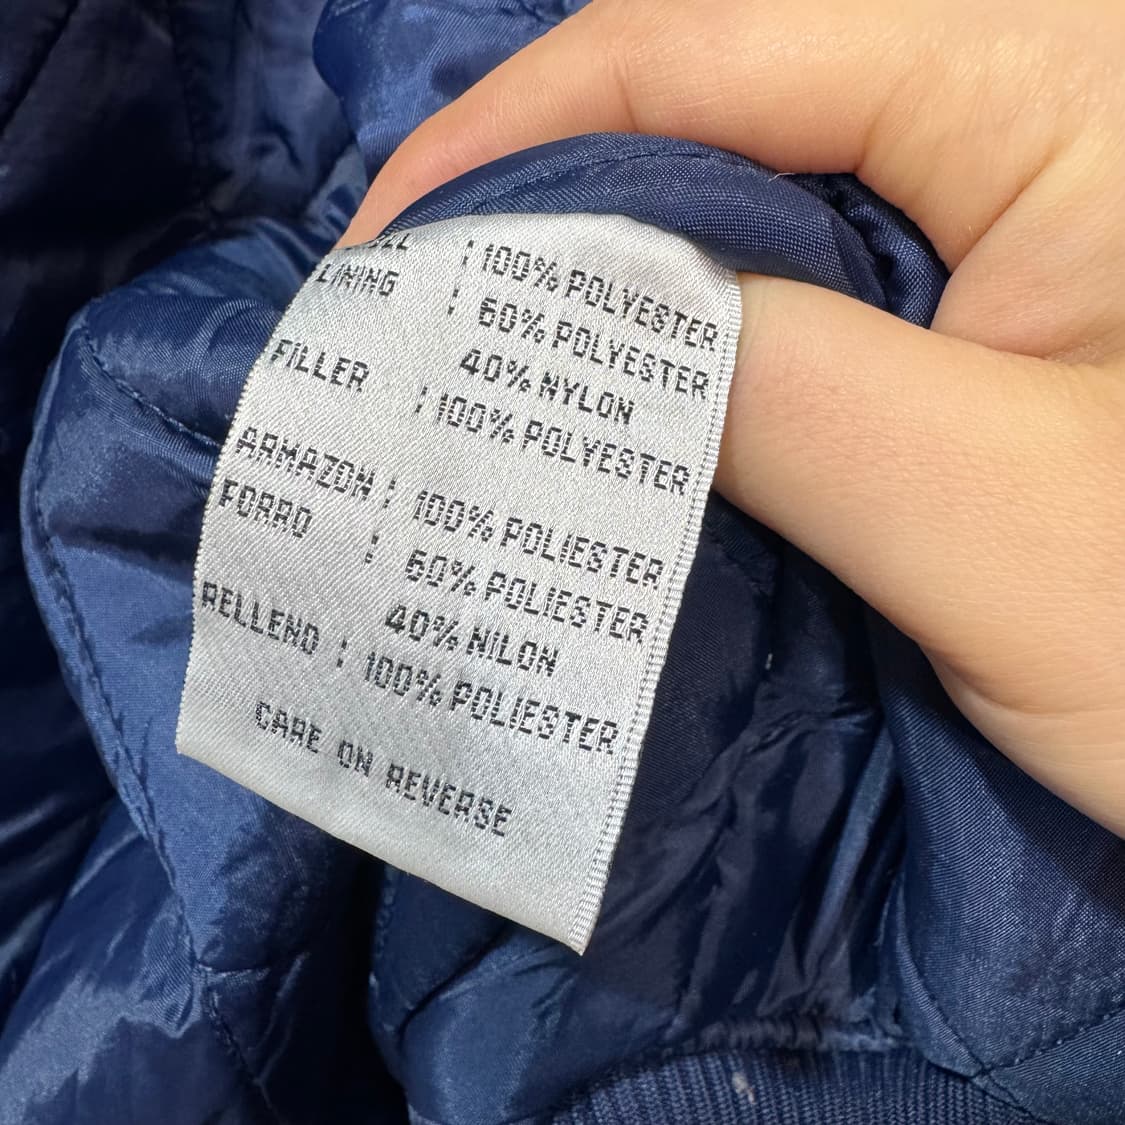 : 100% POLYESTER
LINING : 60% POLYESTER
40% NYLON
FILLER : 100% POLYESTER
ARMAZON : 100% POLIESTER
FORRO : 60% POLIESTER
40% NILON
RELLENO : 100% POLIESTER
CARE ON REVERSE